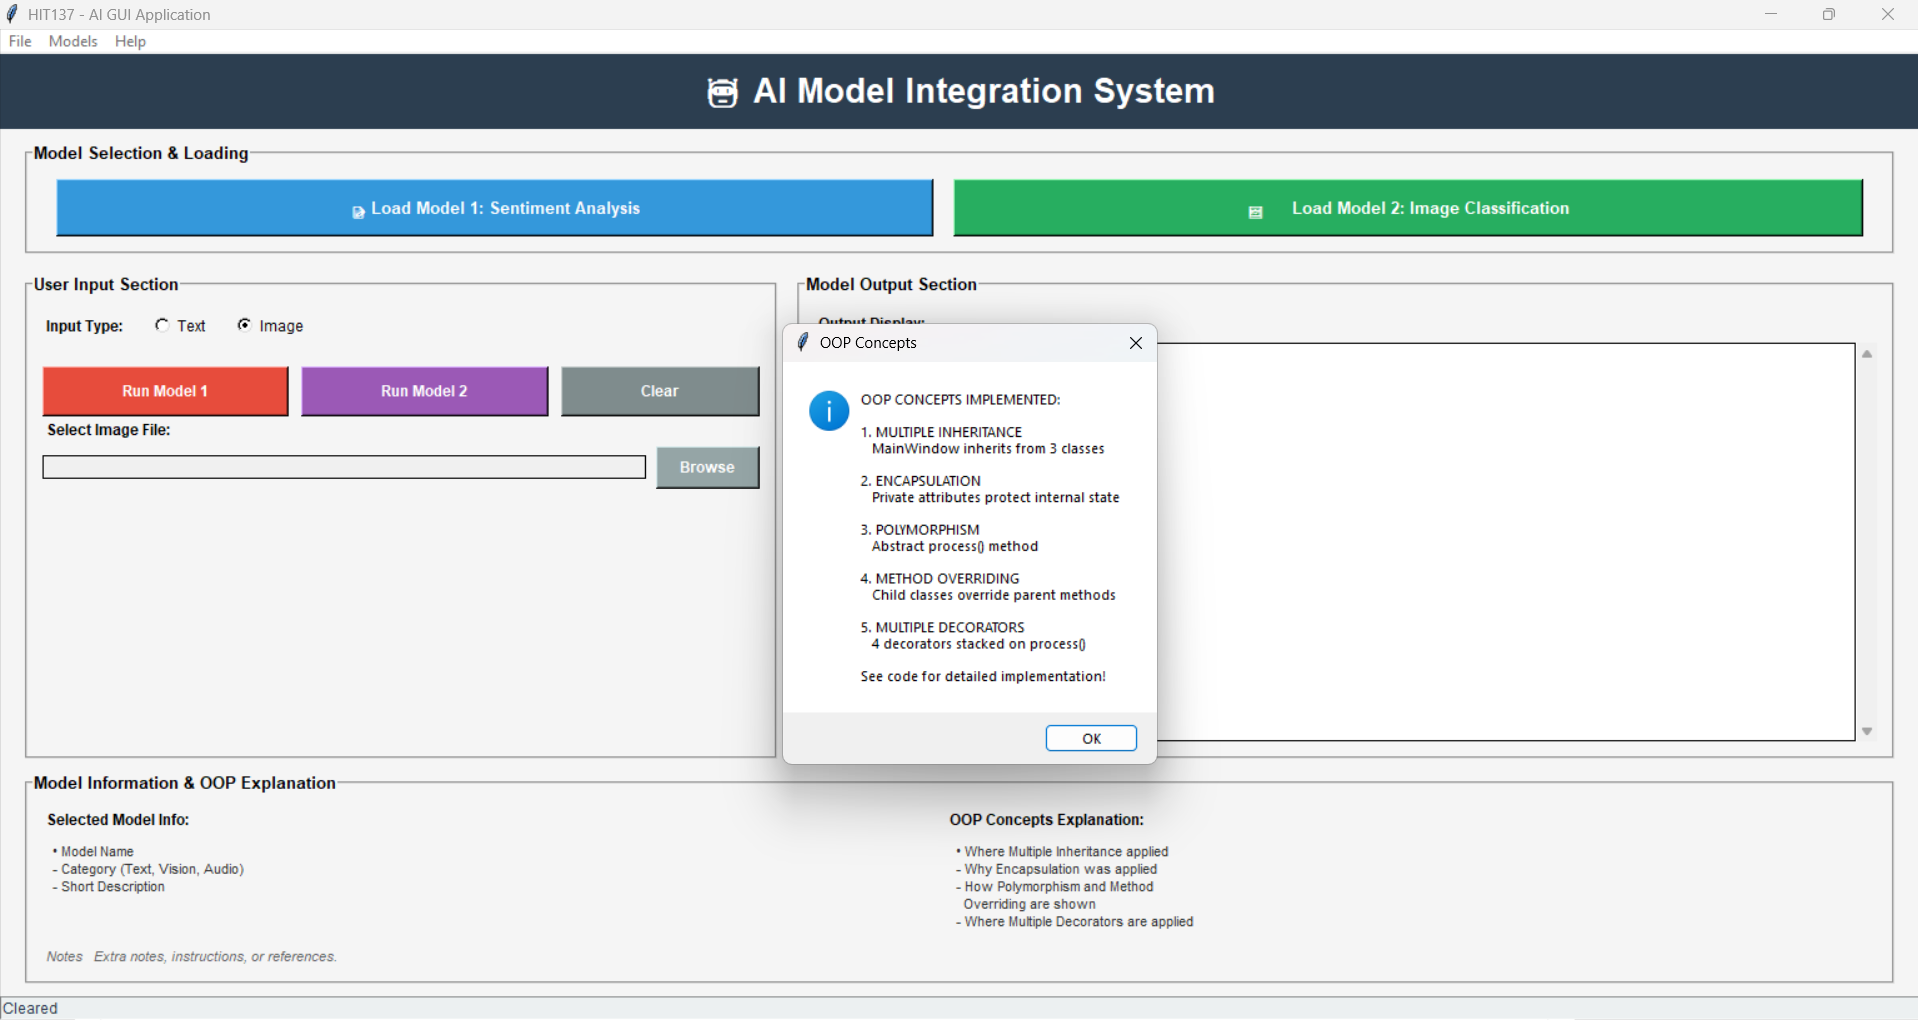 HIT137 - AI GUI Application
File Models Help
AI Model Integration System
Model Selection & Loading
Load Model 1: Sentiment Analysis
Load Model 2: Image Classification
User Input Section
Input Type: Text Image
Run Model 1 Run Model 2 Clear
Select Image File:
Browse
Model Output Section
Output Display:
OOP Concepts
OOP CONCEPTS IMPLEMENTED:
1. MULTIPLE INHERITANCE
MainWindow inherits from 3 classes
2. ENCAPSULATION
Private attributes protect internal state
3. POLYMORPHISM
Abstract process() method
4. METHOD OVERRIDING
Child classes override parent methods
5. MULTIPLE DECORATORS
4 decorators stacked on process()
See code for detailed implementation!
OK
Model Information & OOP Explanation
Selected Model Info:
• Model Name
- Category (Text, Vision, Audio)
- Short Description
OOP Concepts Explanation:
• Where Multiple Inheritance applied
- Why Encapsulation was applied
- How Polymorphism and Method
Overriding are shown
- Where Multiple Decorators are applied
Notes Extra notes, instructions, or references.
Cleared